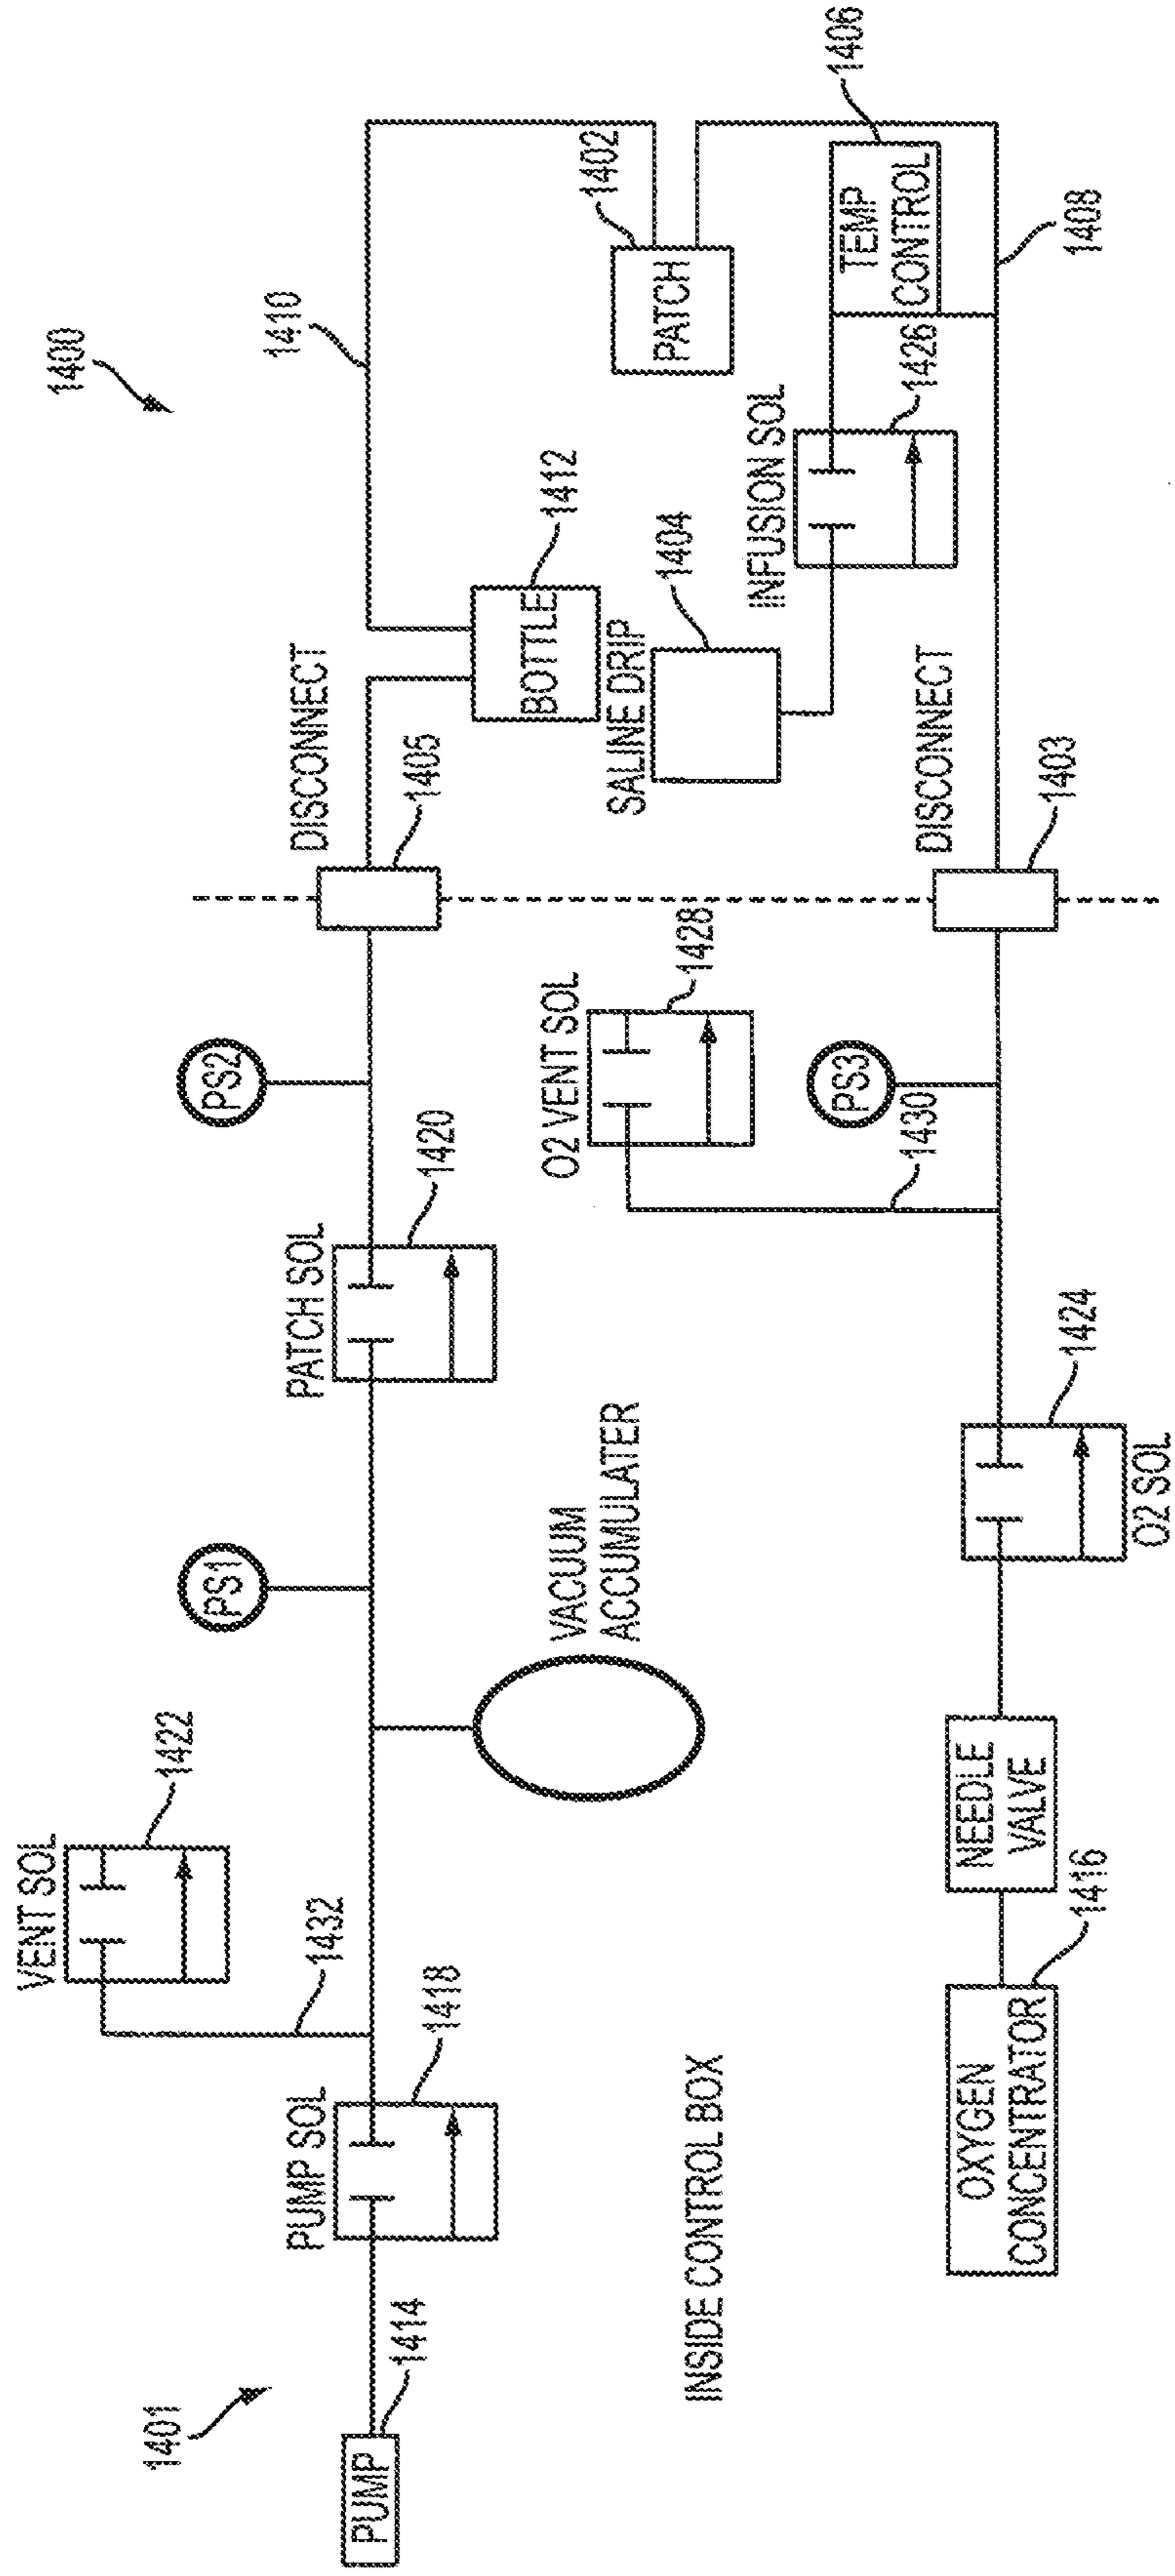 1400
1401
VENT SOL
1422
1432
PUMP
1414
PUMP SOL
1418
PS1
VACUUM
ACCUMULATER
PATCH SOL
1420
PS2
DISCONNECT
1405
BOTTLE
1412
1410
PATCH
1402
SALINE DRIP
1404
INFUSION SOL
1426
TEMP
CONTROL
1406
1408
INSIDE CONTROL BOX
OXYGEN
CONCENTRATOR
1416
NEEDLE
VALVE
O2 SOL
1424
O2 VENT SOL
1428
1430
PS3
DISCONNECT
1403